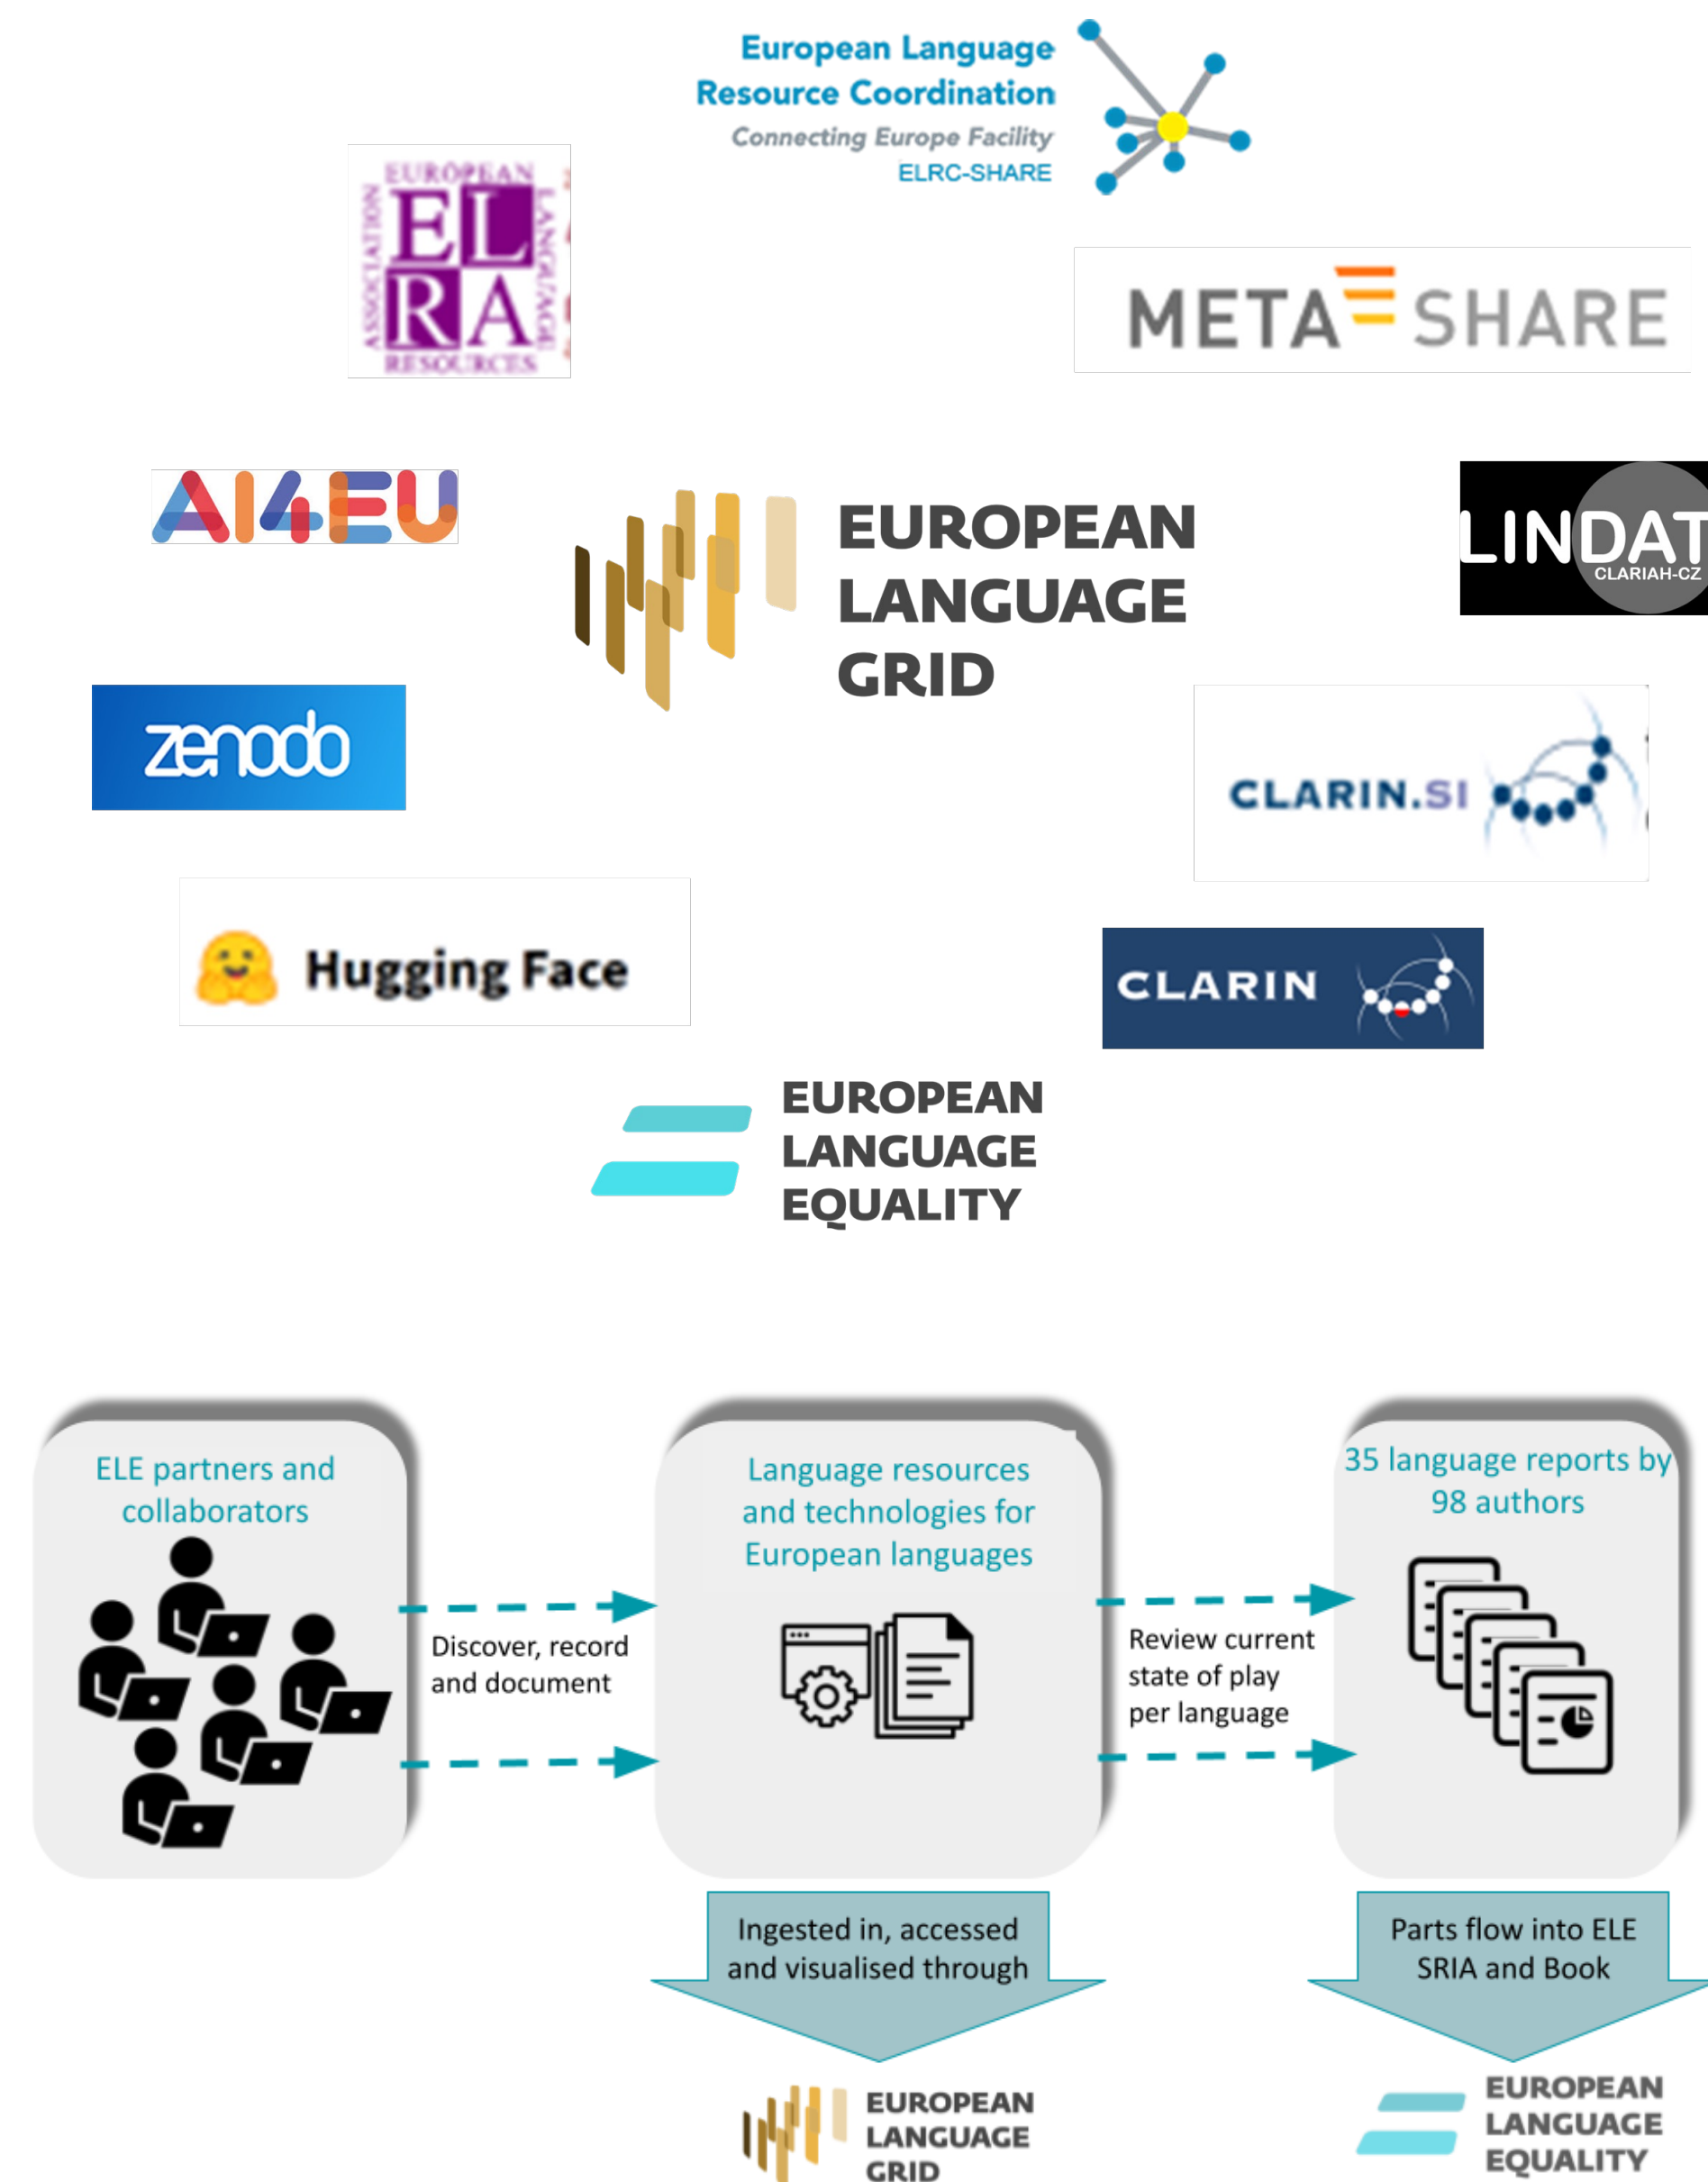 European Language
Resource Coordination
Connecting Europe Facility
ELRC-SHARE
EUROPEAN
ASSOCIATION
EL
RA
LANGUAGE
RESOURCES
META SHARE
AI4EU
EUROPEAN
LANGUAGE
GRID
LINDAT
CLARIAH-CZ
zenodo
CLARIN.SI
Hugging Face
CLARIN
EUROPEAN
LANGUAGE
EQUALITY
ELE partners and
collaborators
Discover, record
and document
Language resources
and technologies for
European languages
Review current
state of play
per language
35 language reports by
98 authors
Ingested in, accessed
and visualised through
Parts flow into ELE
SRIA and Book
EUROPEAN
LANGUAGE
GRID
EUROPEAN
LANGUAGE
EQUALITY